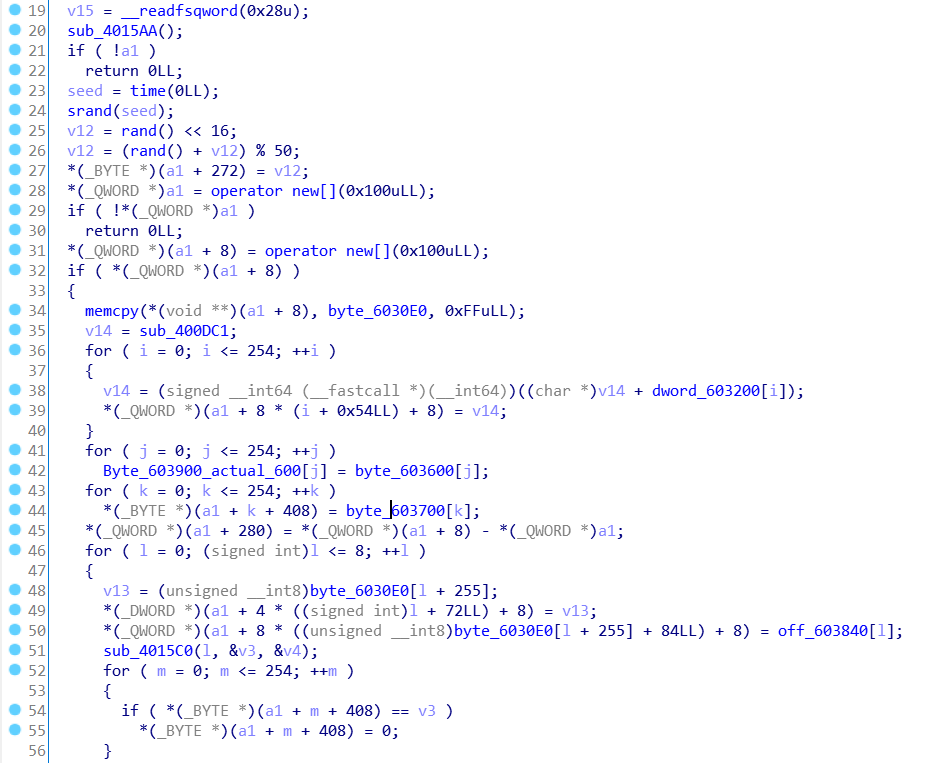 19 v15 = __readfsqword(0x28u);
20 sub_4015AA();
21 if ( !a1 )
22 return 0LL;
23 seed = time(0LL);
24 srand(seed);
25 v12 = rand() << 16;
26 v12 = (rand() + v12) % 50;
27 *(_BYTE *)(a1 + 272) = v12;
28 *(_QWORD *)a1 = operator new[](0x100uLL);
29 if ( !*(_QWORD *)a1 )
30 return 0LL;
31 *(_QWORD *)(a1 + 8) = operator new[](0x100uLL);
32 if ( *(_QWORD *)(a1 + 8) )
33 {
34 memcpy(*(void **)(a1 + 8), byte_6030E0, 0xFFuLL);
35 v14 = sub_400DC1;
36 for ( i = 0; i <= 254; ++i )
37 {
38 v14 = (signed __int64 (__fastcall *)(__int64))((char *)v14 + dword_603200[i]);
39 *(_QWORD *)(a1 + 8 * (i + 0x54LL) + 8) = v14;
40 }
41 for ( j = 0; j <= 254; ++j )
42 Byte_603900_actual_600[j] = byte_603600[j];
43 for ( k = 0; k <= 254; ++k )
44 *(_BYTE *)(a1 + k + 408) = byte_603700[k];
45 *(_QWORD *)(a1 + 280) = *(_QWORD *)(a1 + 8) - *(_QWORD *)a1;
46 for ( l = 0; (signed int)l <= 8; ++l )
47 {
48 v13 = (unsigned __int8)byte_6030E0[l + 255];
49 *(_DWORD *)(a1 + 4 * ((signed int)l + 72LL) + 8) = v13;
50 *(_QWORD *)(a1 + 8 * ((unsigned __int8)byte_6030E0[l + 255] + 84LL) + 8) = off_603840[l];
51 sub_4015C0(l, &v3, &v4);
52 for ( m = 0; m <= 254; ++m )
53 {
54 if ( *(_BYTE *)(a1 + m + 408) == v3 )
55 *(_BYTE *)(a1 + m + 408) = 0;
56 }